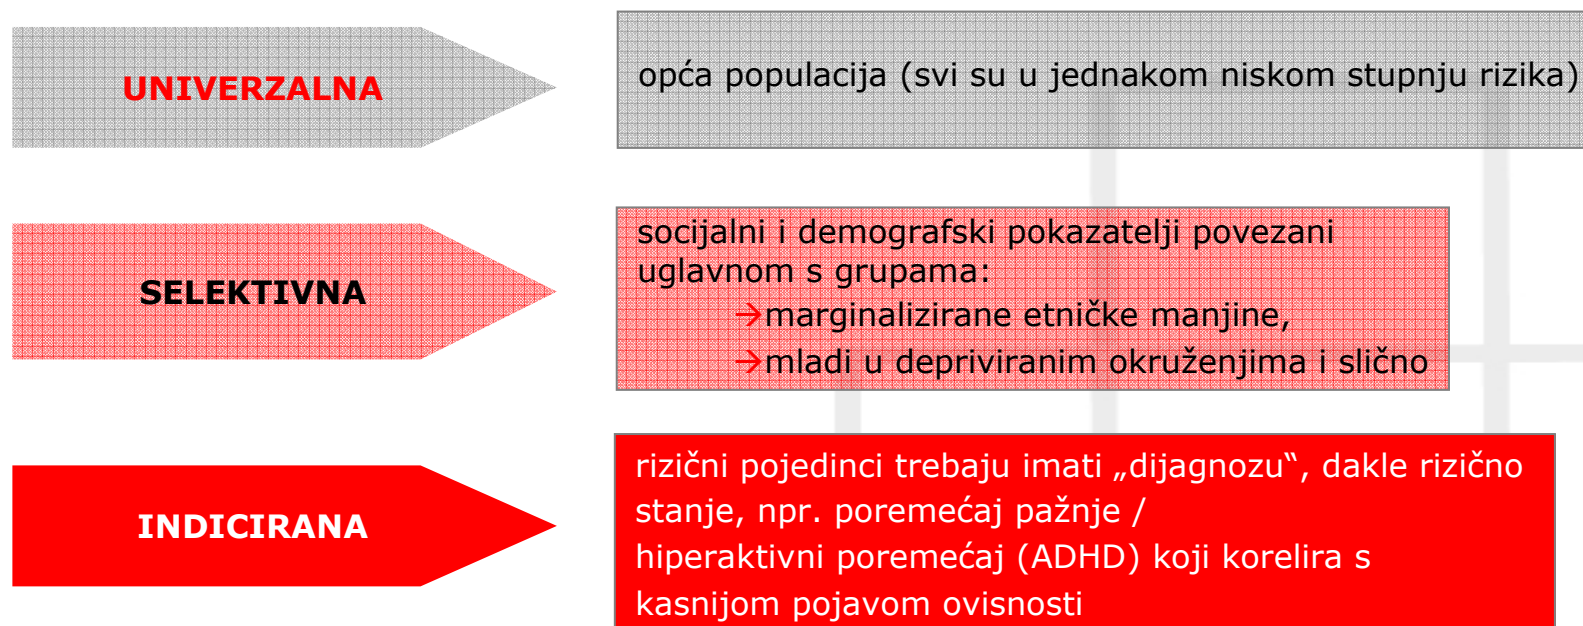 UNIVERZALNA
opća populacija (svi su u jednakom niskom stupnju rizika)
SELEKTIVNA
socijalni i demografski pokazatelji povezani
uglavnom s grupama:
→marginalizirane etničke manjine,
→mladi u depriviranim okruženjima i slično
INDICIRANA
rizični pojedinci trebaju imati „dijagnozu“, dakle rizično
stanje, npr. poremećaj pažnje /
hiperaktivni poremećaj (ADHD) koji korelira s
kasnijom pojavom ovisnosti